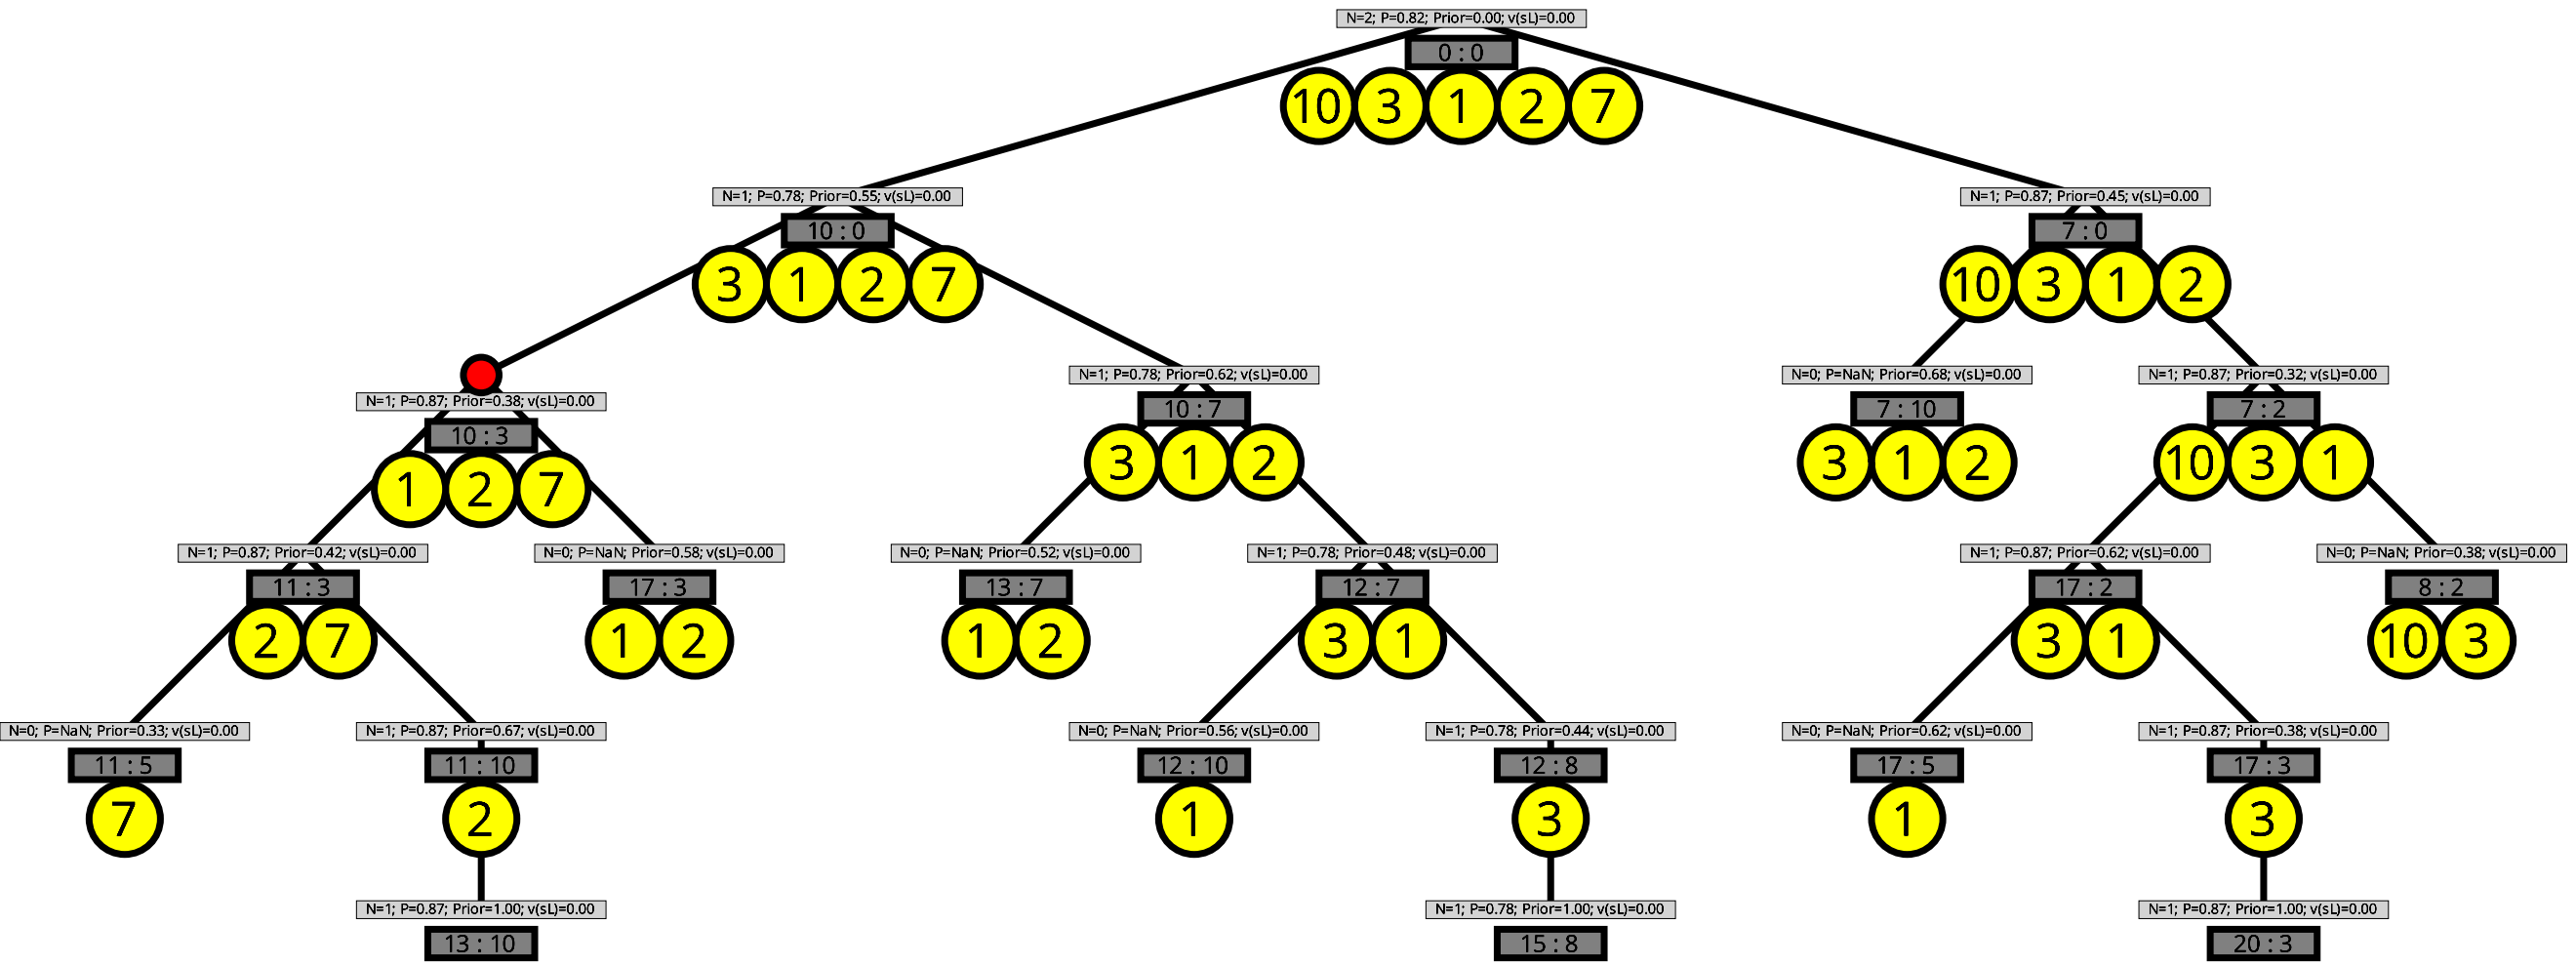 N=2; P=0.82; Prior=0.00; v(sL)=0.00
0 : 0
10 3 1 2 7
N=1; P=0.78; Prior=0.55; v(sL)=0.00
N=1; P=0.87; Prior=0.45; v(sL)=0.00
10 : 0
7 : 0
3 1 2 7
10 3 1 2
N=1; P=0.87; Prior=0.38; v(sL)=0.00
N=1; P=0.78; Prior=0.62; v(sL)=0.00
N=0; P=NaN; Prior=0.68; v(sL)=0.00
N=1; P=0.87; Prior=0.32; v(sL)=0.00
10 : 3
10 : 7
7 : 10
7 : 2
1 2 7
3 1 2
3 1 2
10 3 1
N=1; P=0.87; Prior=0.42; v(sL)=0.00
N=0; P=NaN; Prior=0.58; v(sL)=0.00
N=0; P=NaN; Prior=0.52; v(sL)=0.00
N=1; P=0.78; Prior=0.48; v(sL)=0.00
N=1; P=0.87; Prior=0.62; v(sL)=0.00
N=0; P=NaN; Prior=0.38; v(sL)=0.00
11 : 3
17 : 3
13 : 7
12 : 7
17 : 2
8 : 2
2 7
1 2
1 2
3 1
3 1
10 3
N=0; P=NaN; Prior=0.33; v(sL)=0.00
N=1; P=0.87; Prior=0.67; v(sL)=0.00
N=0; P=NaN; Prior=0.56; v(sL)=0.00
N=1; P=0.78; Prior=0.44; v(sL)=0.00
N=0; P=NaN; Prior=0.62; v(sL)=0.00
N=1; P=0.87; Prior=0.38; v(sL)=0.00
11 : 5
11 : 10
12 : 10
12 : 8
17 : 5
17 : 3
7
2
1
3
1
3
N=1; P=0.87; Prior=1.00; v(sL)=0.00
N=1; P=0.78; Prior=1.00; v(sL)=0.00
N=1; P=0.87; Prior=1.00; v(sL)=0.00
13 : 10
15 : 8
20 : 3